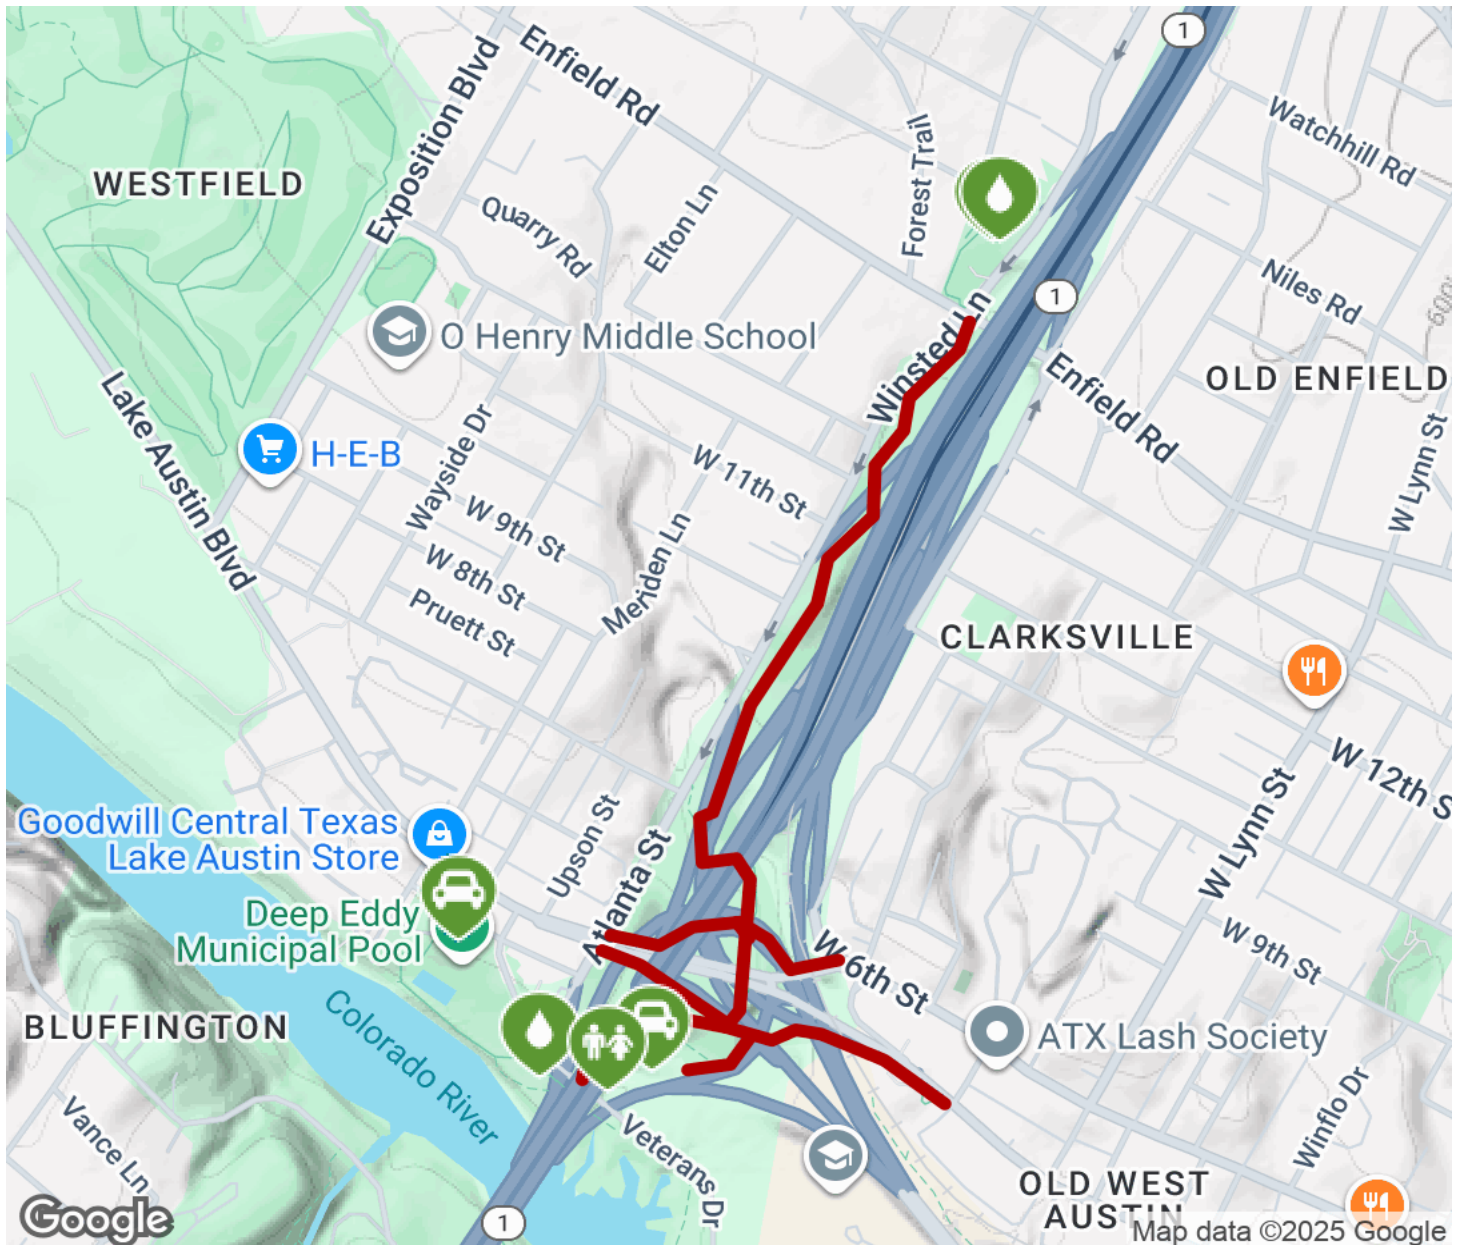 1
Enfield Rd
Exposition Blvd
Watchhill Rd
WESTFIELD
Forest Trail
Quarry Rd
Elton Ln
Niles Rd
1
600
O Henry Middle School
Winsted Ln
OLD ENFIELD
Enfield Rd
Lake Austin Blvd
H-E-B
Wayside Dr
W 11th St
W Lynn St
W 9th St
Meriden Ln
W 8th St
Pruett St
CLARKSVILLE
W 12th S
Goodwill Central Texas
Lake Austin Store
Upson St
Atlanta St
W Lynn St
Deep Eddy
Municipal Pool
W 6th St
W 9th St
BLUFFINGTON
Colorado River
ATX Lash Society
Vance Ln
Veterans Dr
Winflo Dr
OLD WEST
AUSTIN
1
Google
Map data ©2025 Google